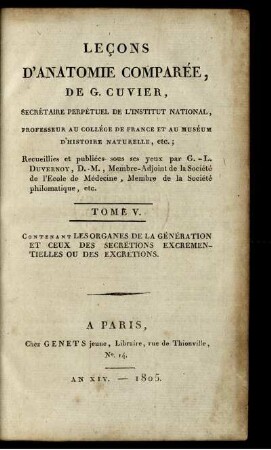 LEÇONS
D'ANATOMIE COMPARÉE,
DE G. CUVIER,
SECRÉTAIRE PERPÉTUEL DE L'INSTITUT NATIONAL,
PROFESSEUR AU COLLÉGE DE FRANCE ET AU MUSÉUM
D'HISTOIRE NATURELLE, etc.;
Recueillies et publiées sous ses yeux par G.-L.
DUVERNOY, D.-M., Membre-Adjoint de la Société
de l'Ecole de Médecine, Membre de la Société
philomatique, etc.
TOME V.
CONTENANT LES ORGANES DE LA GÉNÉRATION
ET CEUX DES SECRÉTIONS EXCRÉMEN-
TIELLES OU DES EXCRÉTIONS.
A PARIS,
Chez GENETS jeune, Libraire, rue de Thionville,
N°. 14.
AN XIV. — 1805.